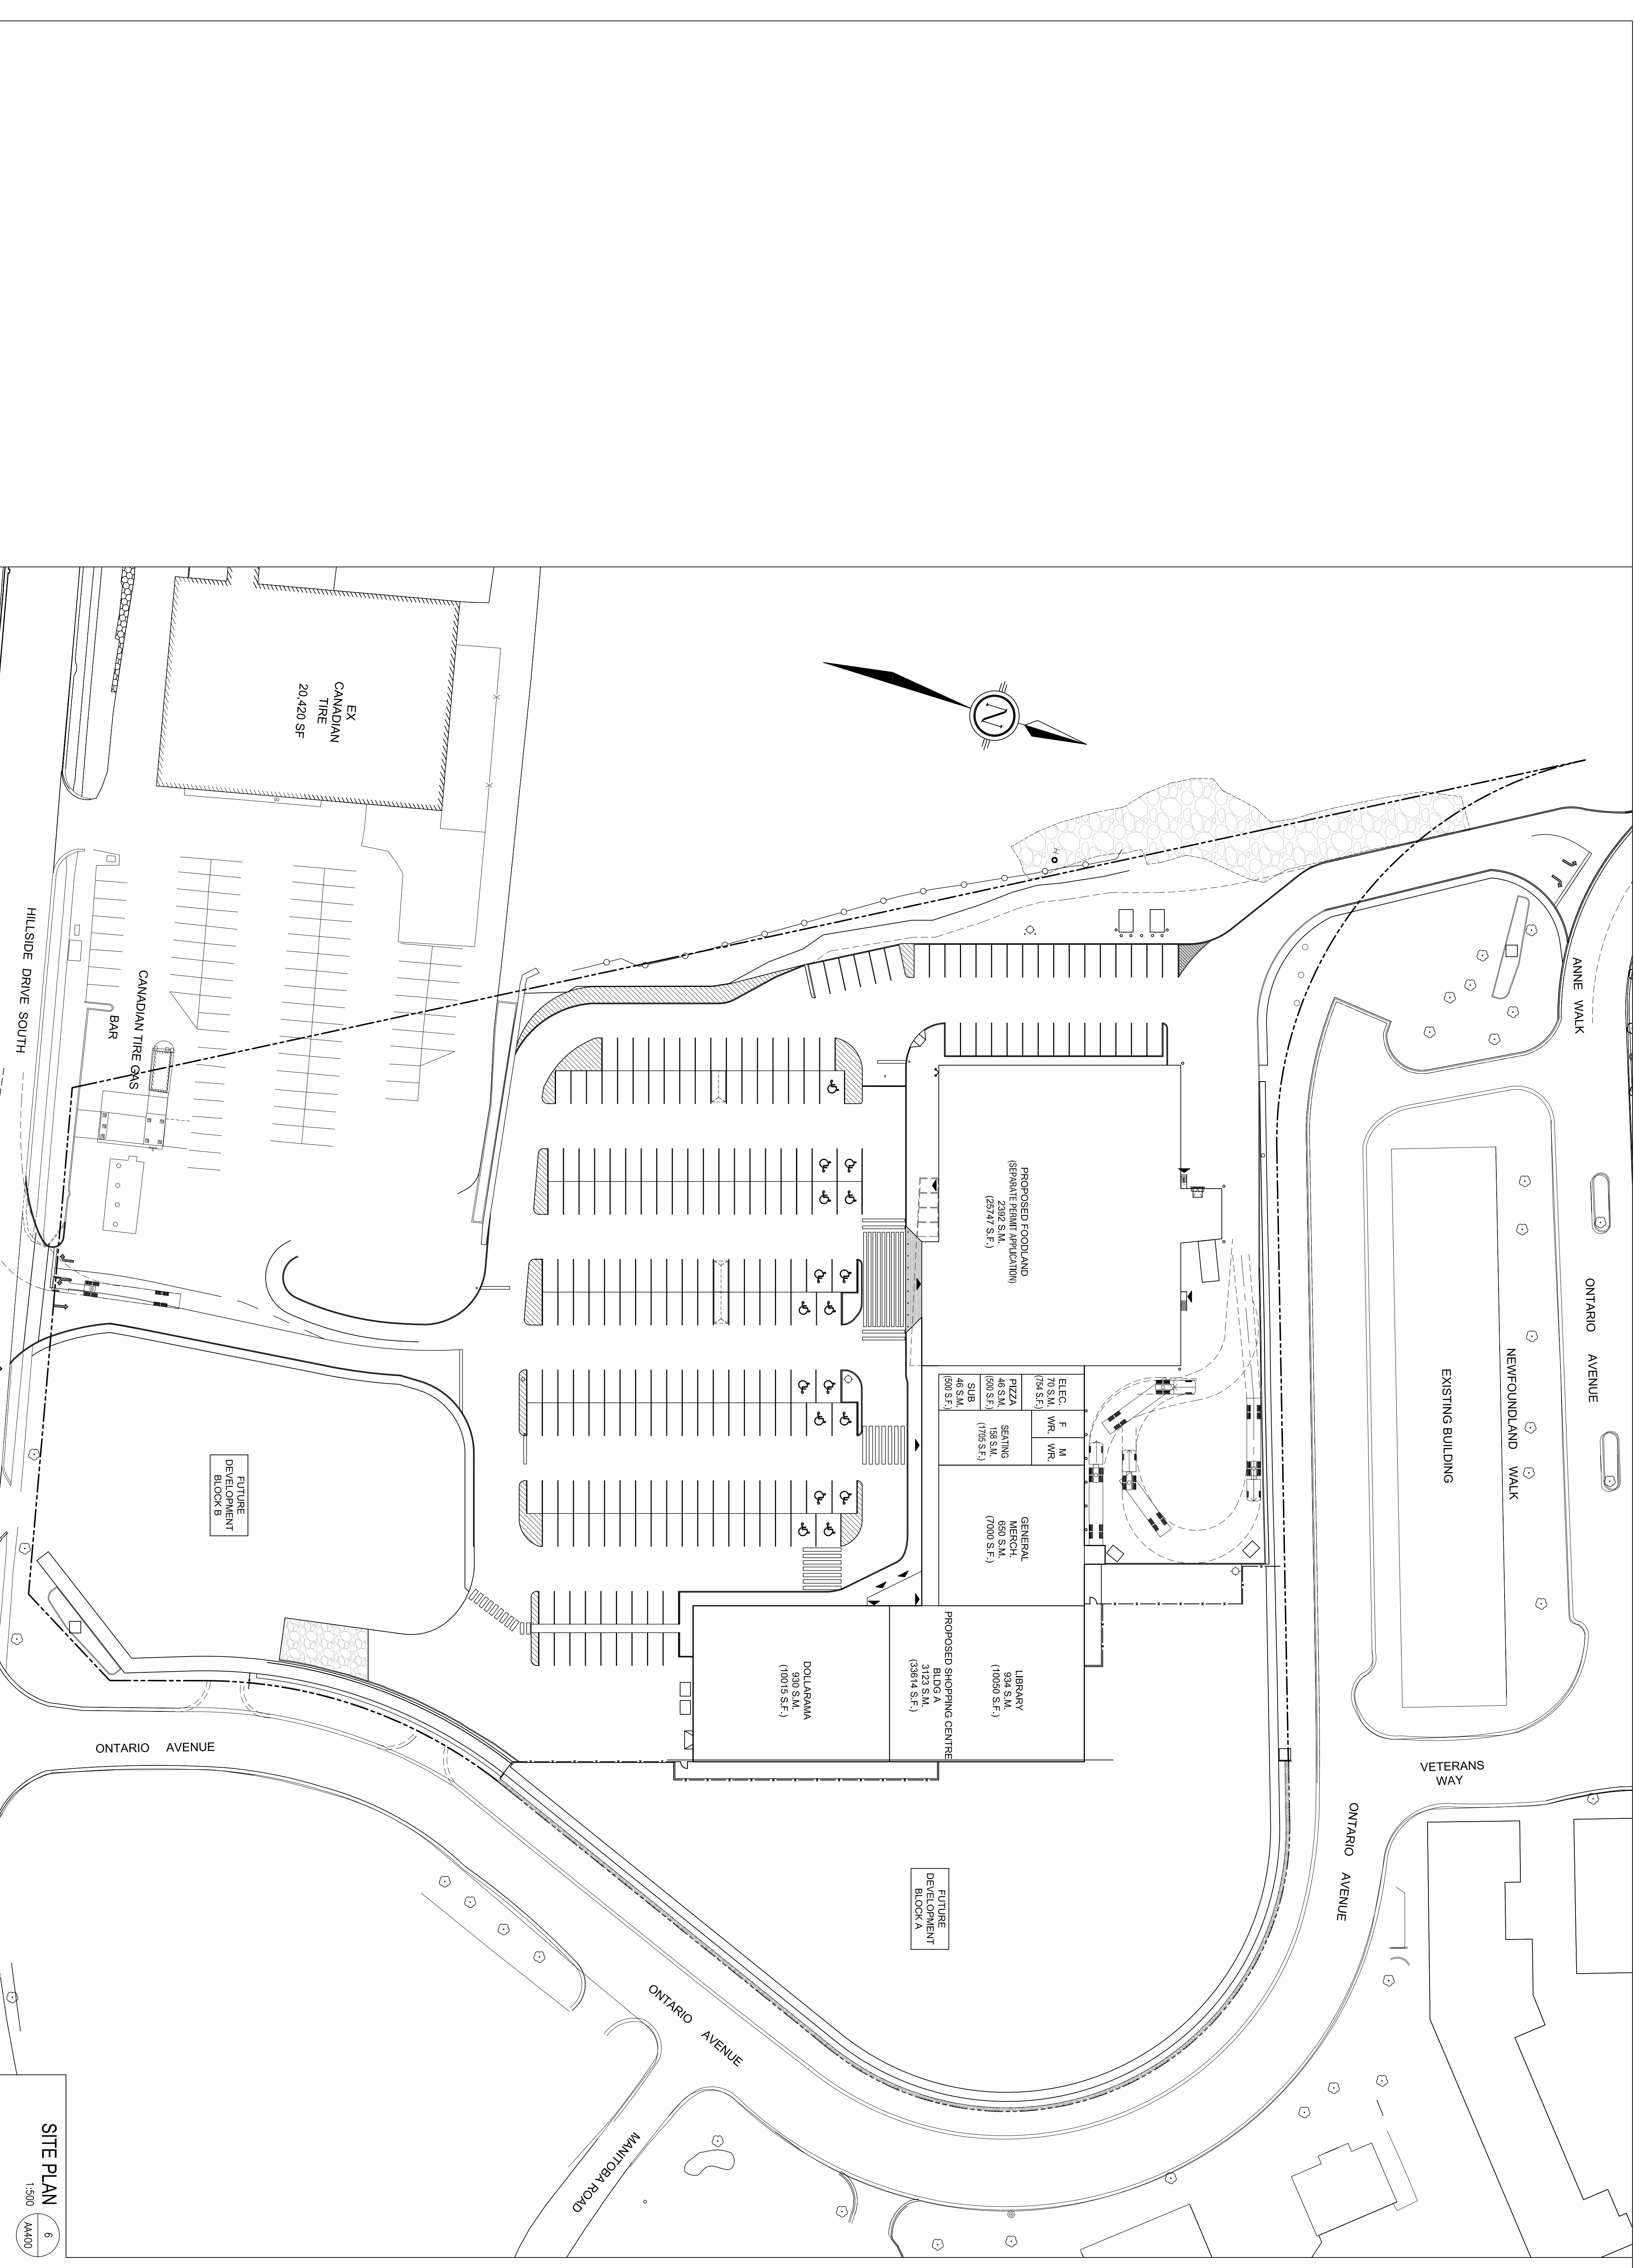 ANNE WALK
ONTARIO AVENUE
NEWFOUNDLAND WALK
EXISTING BUILDING
VETERANS
WAY
ONTARIO AVENUE
N
H
EX
CANADIAN
TIRE
20,420 SF
CANADIAN TIRE GAS
BAR
HILLSIDE DRIVE SOUTH
PROPOSED FOODLAND
(SEPARATE PERMIT APPLICATION)
2392 S.M.
(25747 S.F.)
ELEC.
70 S.M.
(754 S.F.)
PIZZA
46 S.M.
(500 S.F.)
SUB
46 S.M.
(500 S.F.)
F
WR.
M
WR.
SEATING
158 S.M.
(1705 S.F.)
GENERAL
MERCH.
650 S.M.
(7000 S.F.)
LIBRARY
934 S.M.
(10050 S.F.)
PROPOSED SHOPPING CENTRE
BLDG A
3123 S.M.
(33614 S.F.)
DOLLARAMA
930 S.M.
(10015 S.F.)
FUTURE
DEVELOPMENT
BLOCK B
FUTURE
DEVELOPMENT
BLOCK A
ONTARIO AVENUE
ONTARIO AVENUE
MANITOBA ROAD
SITE PLAN
1:500
6
AA400